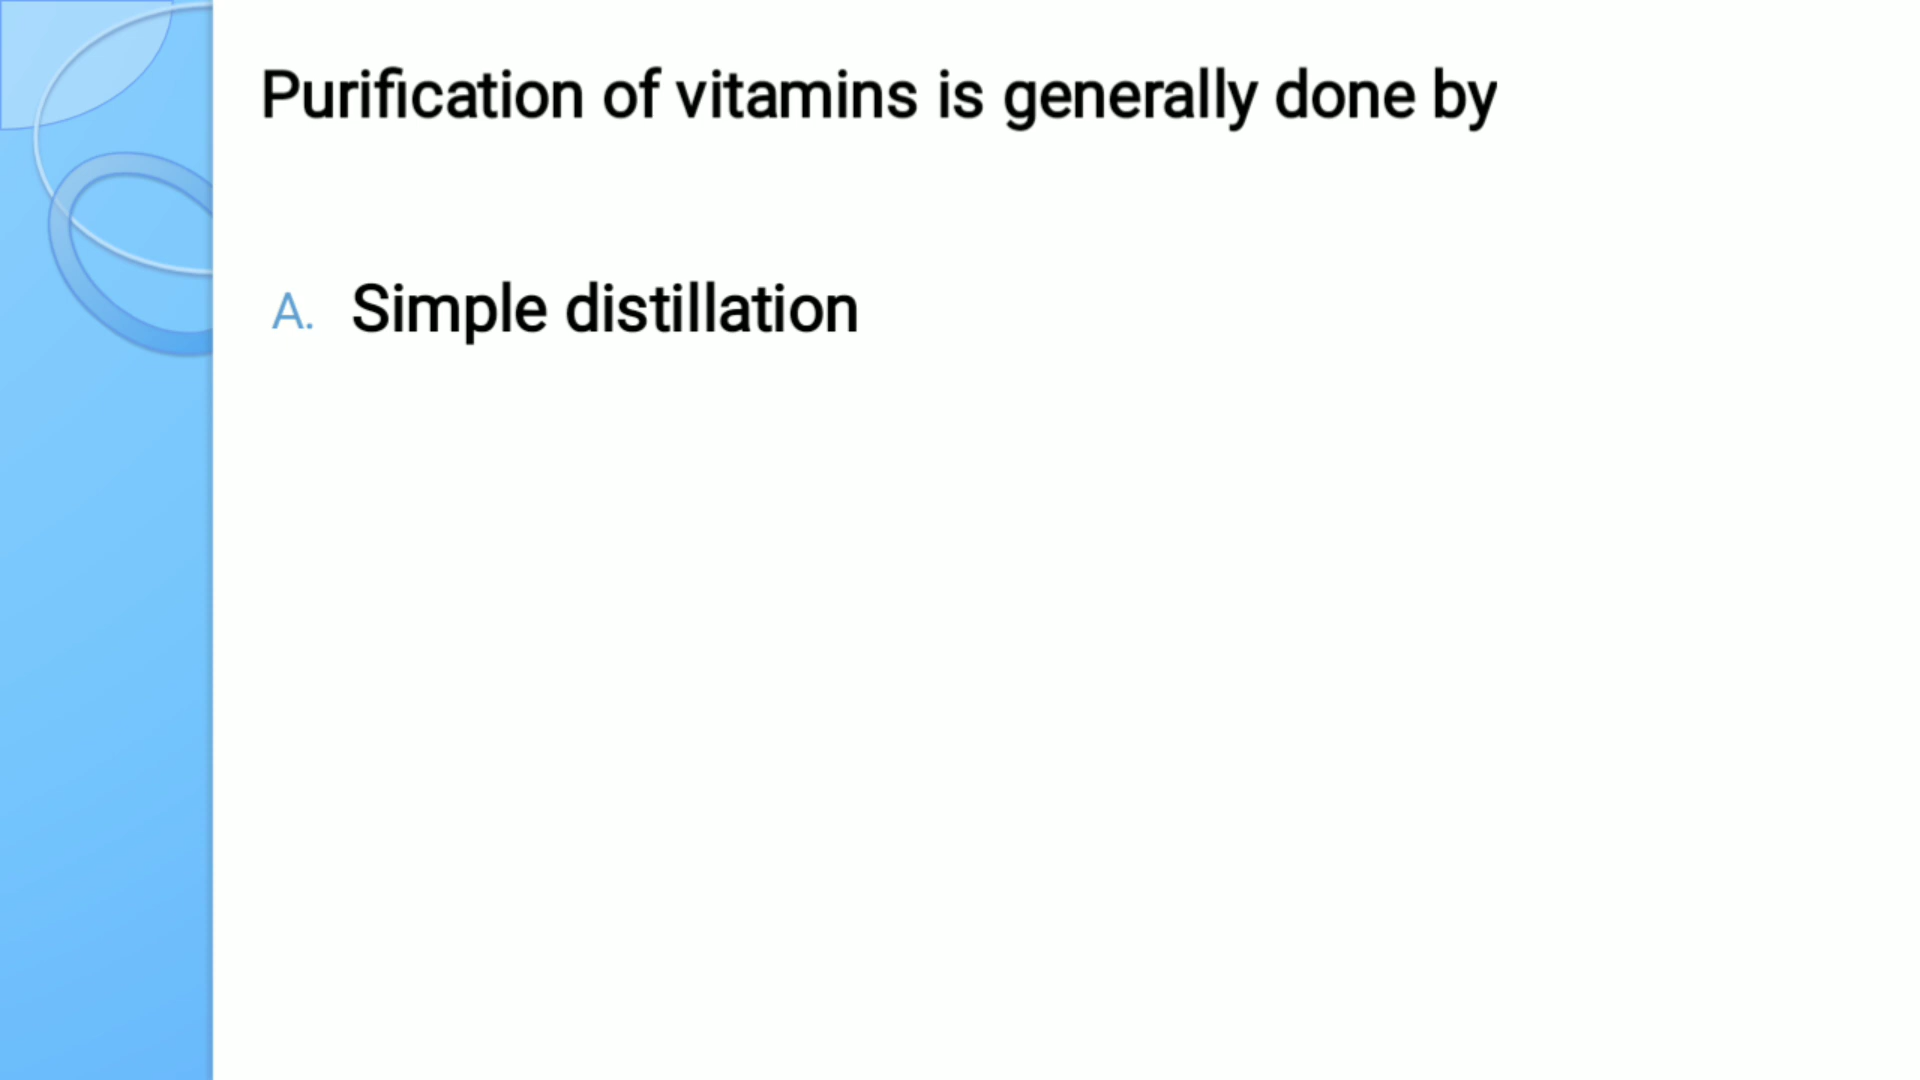 Purification of vitamins is generally done by
A. Simple distillation